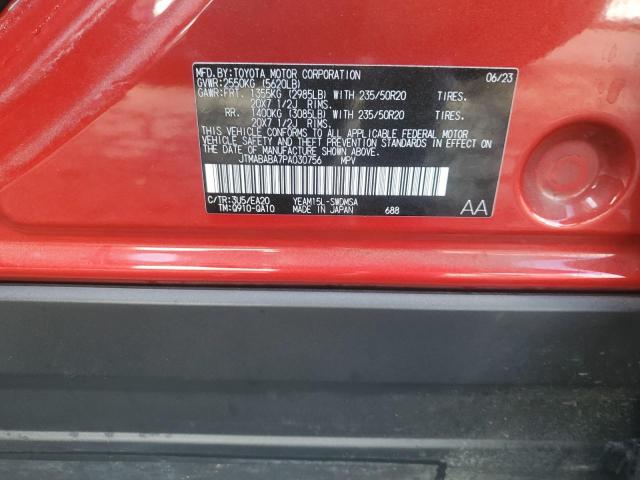 MFD. BY: TOYOTA MOTOR CORPORATION 06/23
GVWR: 2550KG (5620LB)
GAWR: FRT. 1355KG (2985LB) WITH 235/50R20 TIRES.
20X7 1/2J RIMS.
RR. 1400KG (3085LB) WITH 235/50R20 TIRES.
20X7 1/2J RIMS.
THIS VEHICLE CONFORMS TO ALL APPLICABLE FEDERAL MOTOR
VEHICLE SAFETY AND THEFT PREVENTION STANDARDS IN EFFECT ON
THE DATE OF MANUFACTURE SHOWN ABOVE.
JTMABABA7PA030756 MPV
C/TR: 3U5/EA20 YEAM15L-SWDMSA
TM: Q910-QA10 MADE IN JAPAN 688 AA